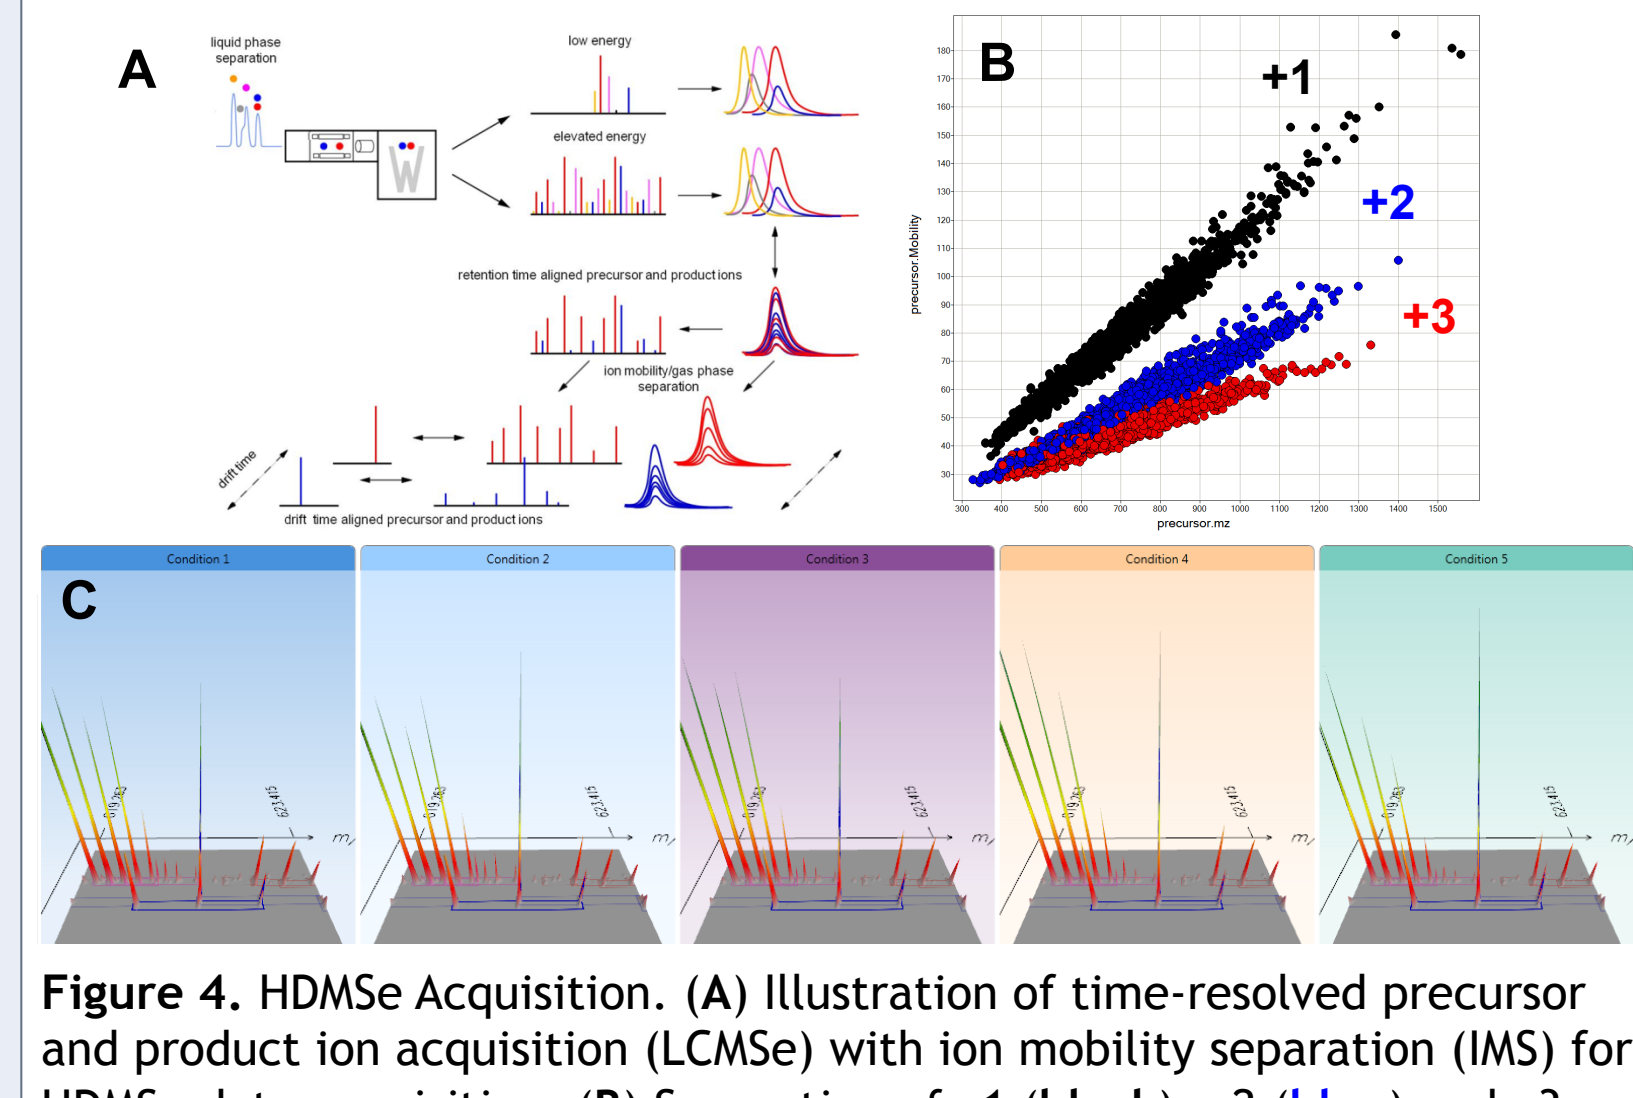 A
liquid phase
separation
low energy
elevated energy
retention time aligned precursor and product ions
ion mobility/gas phase
separation
drift time
drift time aligned precursor and product ions
B
+1
+2
+3
precursor.Mobility
180
170
160
150
140
130
120
110
100
90
80
70
60
50
40
30
300 400 500 600 700 800 900 1000 1100 1200 1300 1400 1500
precursor.mz
Condition 1 Condition 2 Condition 3 Condition 4 Condition 5
C
623.415 623.415 623.415 623.415 623.415
m/ m/ m/ m/ m/
Figure 4. HDMSe Acquisition. (A) Illustration of time-resolved precursor
and product ion acquisition (LCMSe) with ion mobility separation (IMS) for